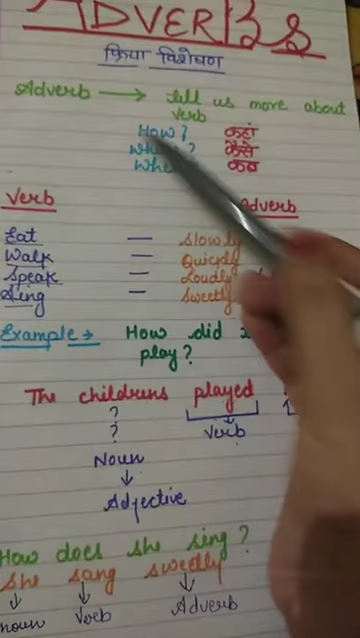 ADVERBS
क्रिया विशेषण
Adverb → tell us more about
verb
How? कहां
कैसे
कब
Verb Adverb
Eat — Slowly
Walk — Quickly
Speak — Loudly
Sing — Sweetly
Example → How did
play?
The childrens played
?
?
Verb
Noun
↓
Adjective
How does she sing?
She sang swedly
↓ ↓ ↓
noun Verb Adverb